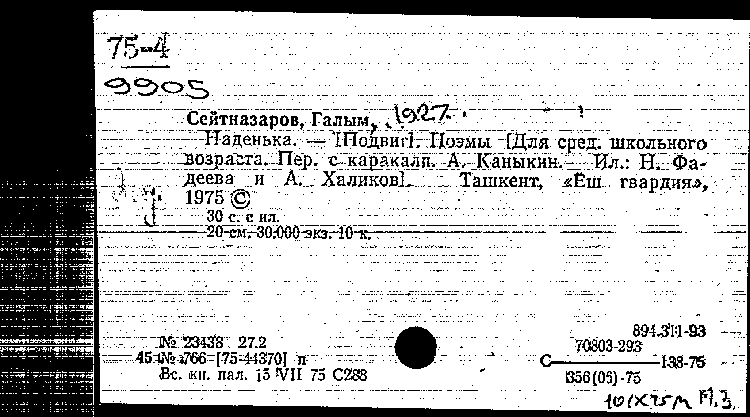 75-4
9905
Сейтназаров, Галым, 1927.
Наденька. — [Подвиг]. Поэмы [Для сред. школьного
возраста. Пер. с каракалп. А. Каныкин. Ил.: Н. Фа-
деева и А. Халиков]. Ташкент, «Ёш гвардия»,
1975 ©
30 с. с ил.
20 см. 30.000 экз. 10 к.
894.311-93
№ 23438 27.2
70803-293
45 № 766 [75-44370] п
С 138-75
Вс. кн. пал. 15 VII 75 С288
356(06)-75